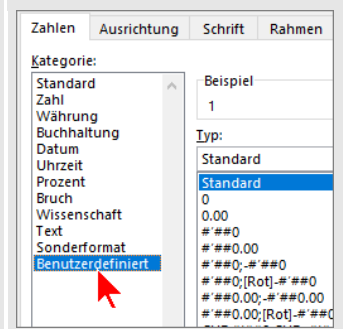 Zahlen Ausrichtung Schrift Rahmen
Kategorie:
Standard
Zahl
Währung
Buchhaltung
Datum
Uhrzeit
Prozent
Bruch
Wissenschaft
Text
Sonderformat
Benutzerdefiniert
Beispiel
1
Typ:
Standard
Standard
0
0.00
#'##0
#'##0.00
#'##0;-#'##0
#'##0;[Rot]-#'##0
#'##0.00;-#'##0.00
#'##0.00;[Rot]-#'##0